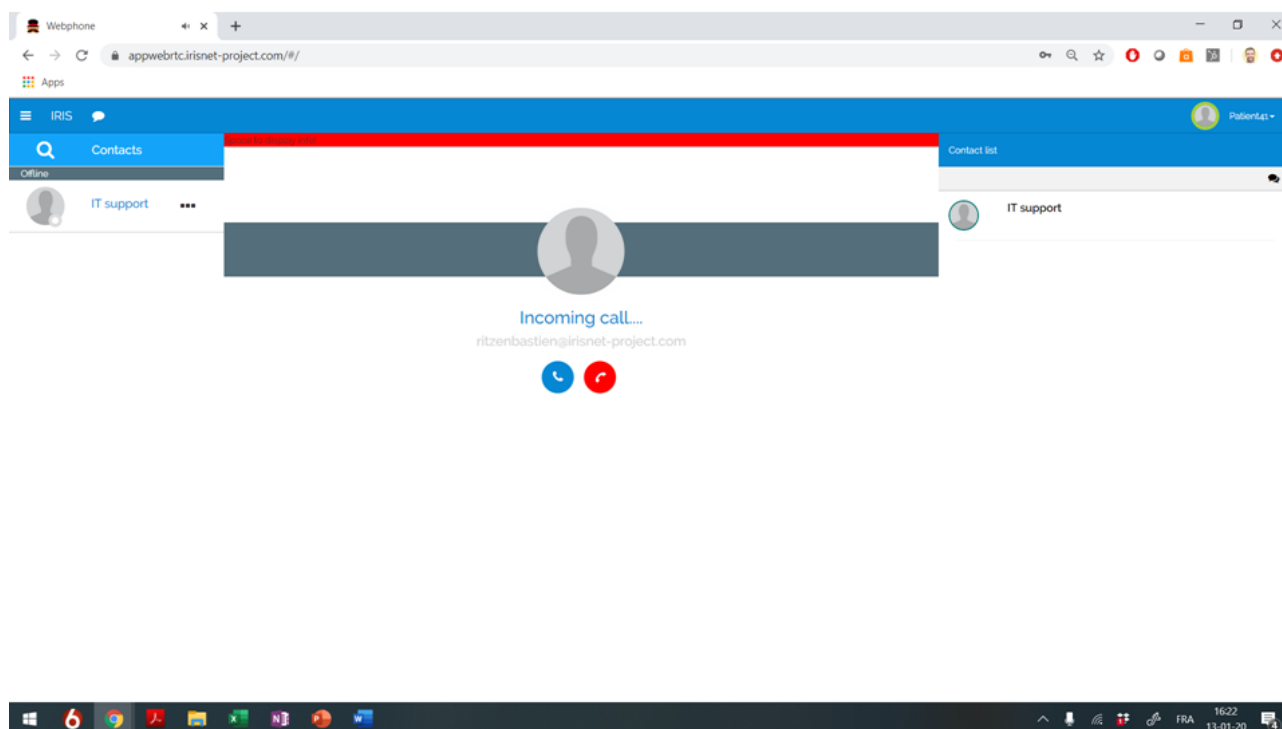 Webphone
appwebrtc.irisnet-project.com/#/
Apps
IRIS
Patient41
Contacts
Contact list
Offline
IT support
IT support
Incoming call....
ritzenbastien@irisnet-project.com
FRA
16:22
13-01-20
4